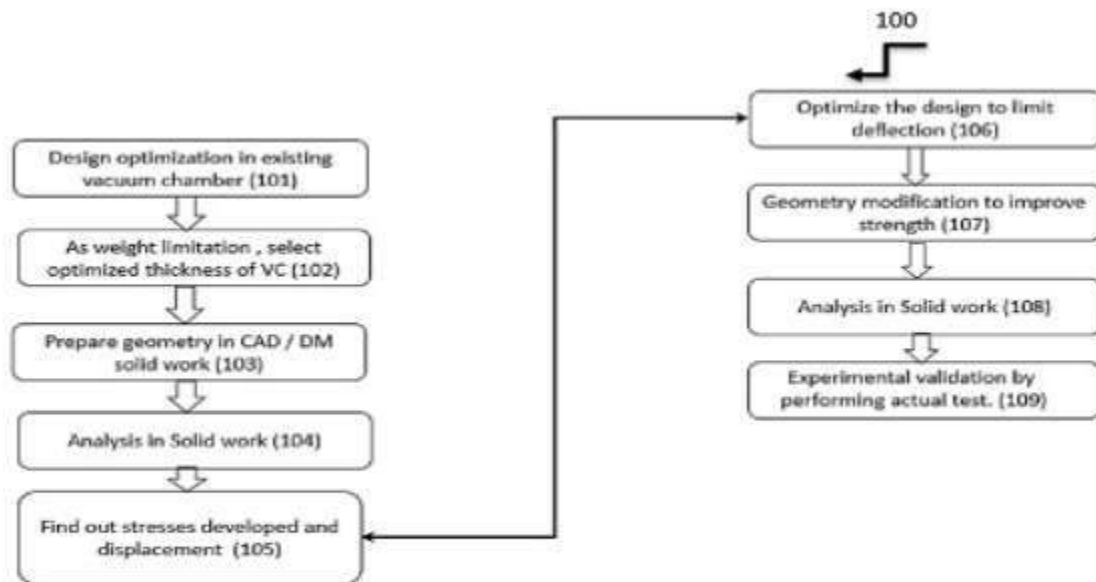 100
Design optimization in existing
vacuum chamber (101)
As weight limitation , select
optimized thickness of VC (102)
Prepare geometry in CAD / DM
solid work (103)
Analysis in Solid work (104)
Find out stresses developed and
displacement (105)
Optimize the design to limit
deflection (106)
Geometry modification to improve
strength (107)
Analysis in Solid work (108)
Experimental validation by
performing actual test. (109)